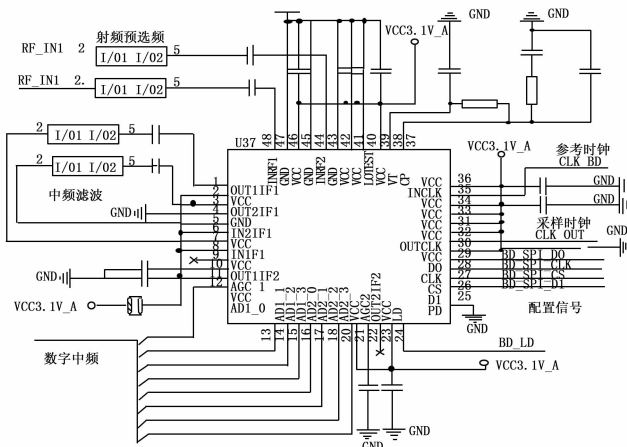 RF_IN1 2 射频预选频 5
I/01 I/02
RF_IN1 2. I/01 I/02 5
GND
VCC3.1V_A
GND
GND
2 I/01 I/02 5
2 I/01 I/02 5
中频滤波
U37
48 47 46 45 44 43 42 41 40 39 38 37
INRF1 GND VCC GND INRF2 GND VCC VCC LOTEST VCC VT CP
1 OUT1IF1
2 VCC
3 OUT2IF1
4 GND
5 IN2IF1
6 VCC
7 IN1F1
8 VCC
9 OUT1IF2
10 AGC_1
11 VCC
12 AD1_0
GND
GND
VCC3.1V_A
VCC3.1V_A
参考时钟
CLK_BD
GND
GND
采样时钟
CLK_OUT
GND
VCC 36
INCLK 35
VCC 34
VCC 33
VCC 32
VCC 31
OUTCLK 30
VCC 29 BD_SPI_DO
DO 28 BD_SPI_CLK
CLK 27 BD_SPI_CS
CS 26 BD_SPI_D1
D1 25
PD
配置信号
GND
AD1_1 AD1_2 AD1_3 AD2_0 AD2_1 AD2_2 AD2_3 VCC AGC2 OUT2IF2 VCC LD
13 14 15 16 17 18 19 20 21 22 23 24
BD_LD
VCC3.1V_A
数字中频
GND
GND